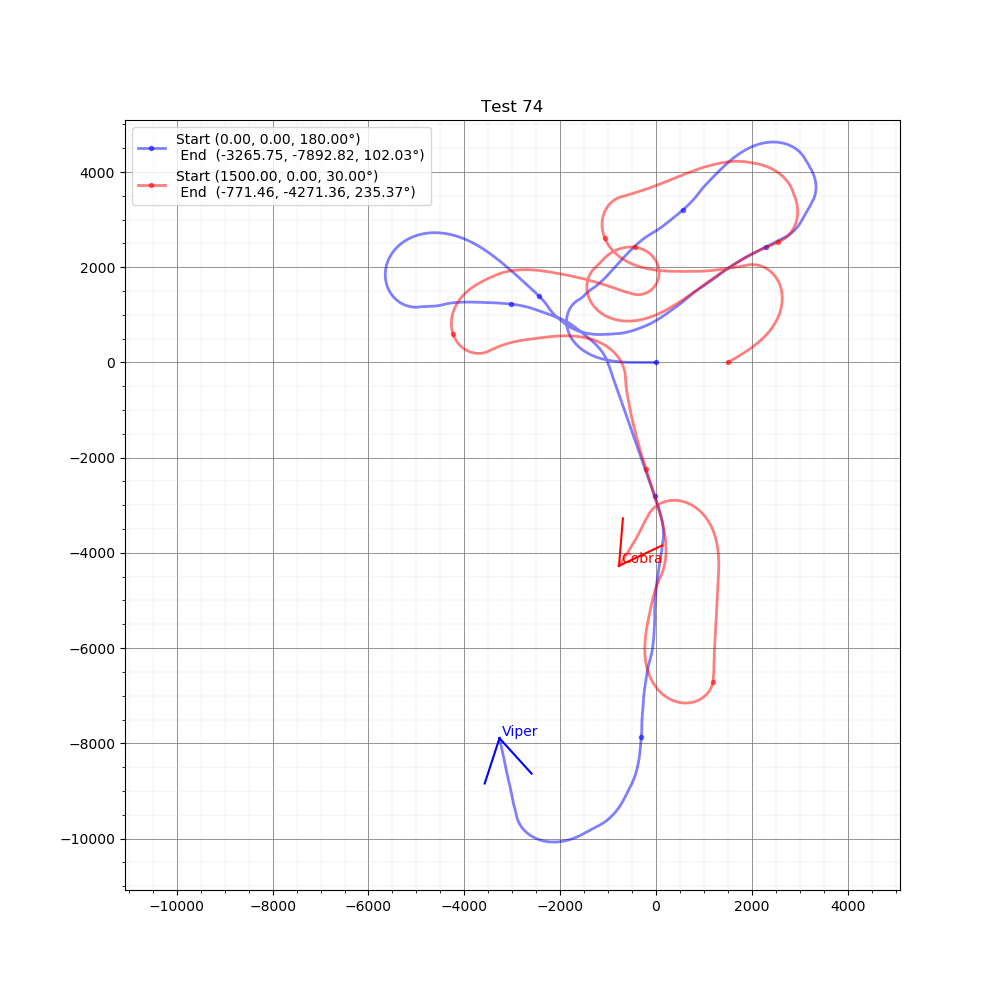 Test 74
Start (0.00, 0.00, 180.00°)
End  (-3265.75, -7892.82, 102.03°)
Start (1500.00, 0.00, 30.00°)
End  (-771.46, -4271.36, 235.37°)
4000
2000
0
−2000
−4000
−6000
−8000
−10000
Cobra
Viper
−10000 −8000 −6000 −4000 −2000 0 2000 4000